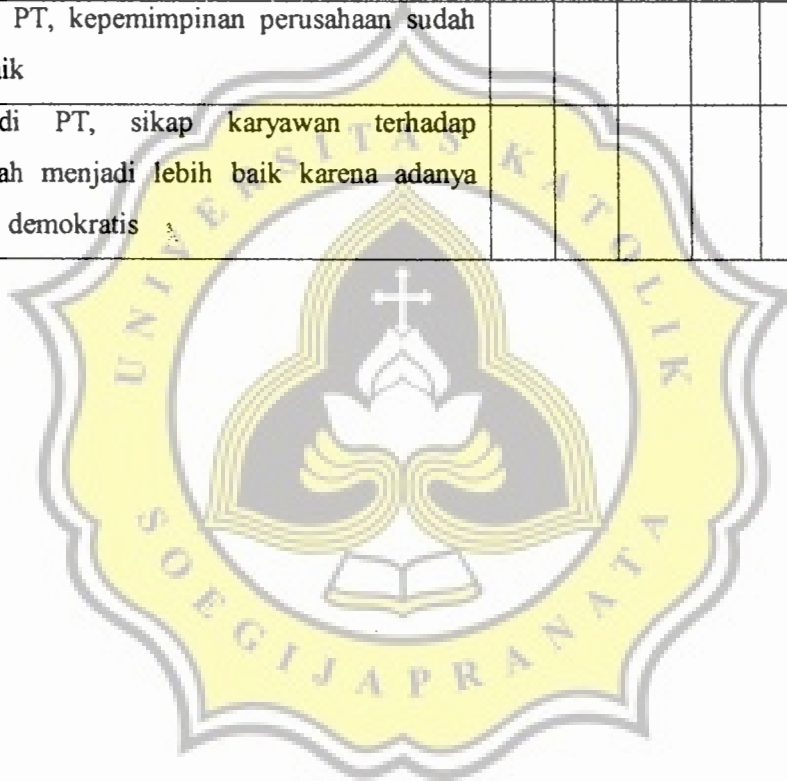 PT, kepemimpinan perusahaan sudah
aik
di PT, sikap karyawan terhadap
ah menjadi lebih baik karena adanya
demokratis
UNIVERSITAS KATOLIK
SOEGIJAPRANATA